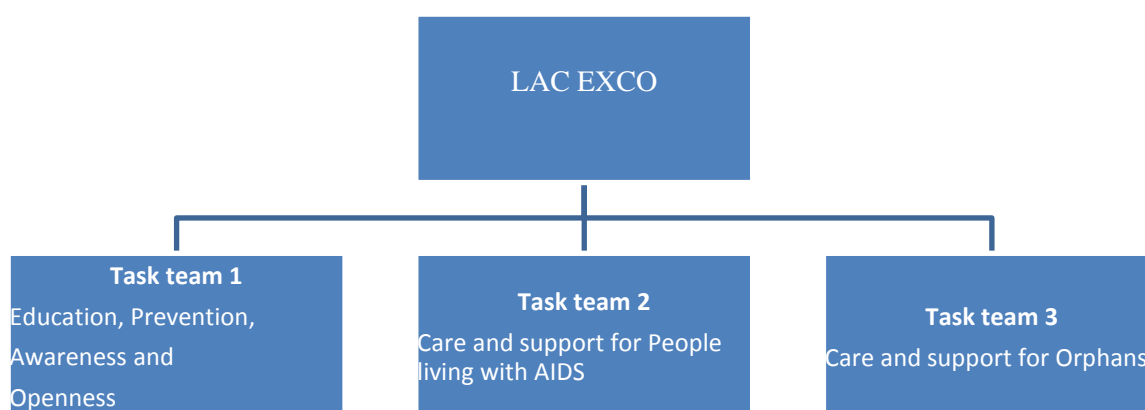 LAC EXCO
Task team 1
Education, Prevention,
Awareness and
Openness
Task team 2
Care and support for People
living with AIDS
Task team 3
Care and support for Orphans